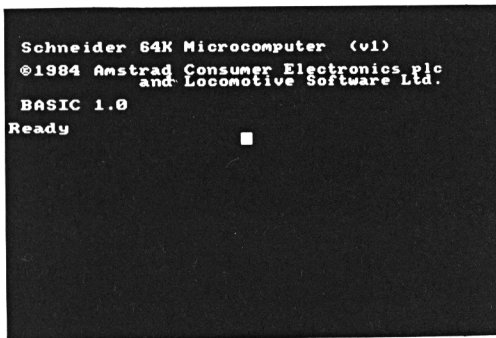 Schneider 64K Microcomputer (v1)
©1984 Amstrad Consumer Electronics plc
and Locomotive Software Ltd.
BASIC 1.0
Ready